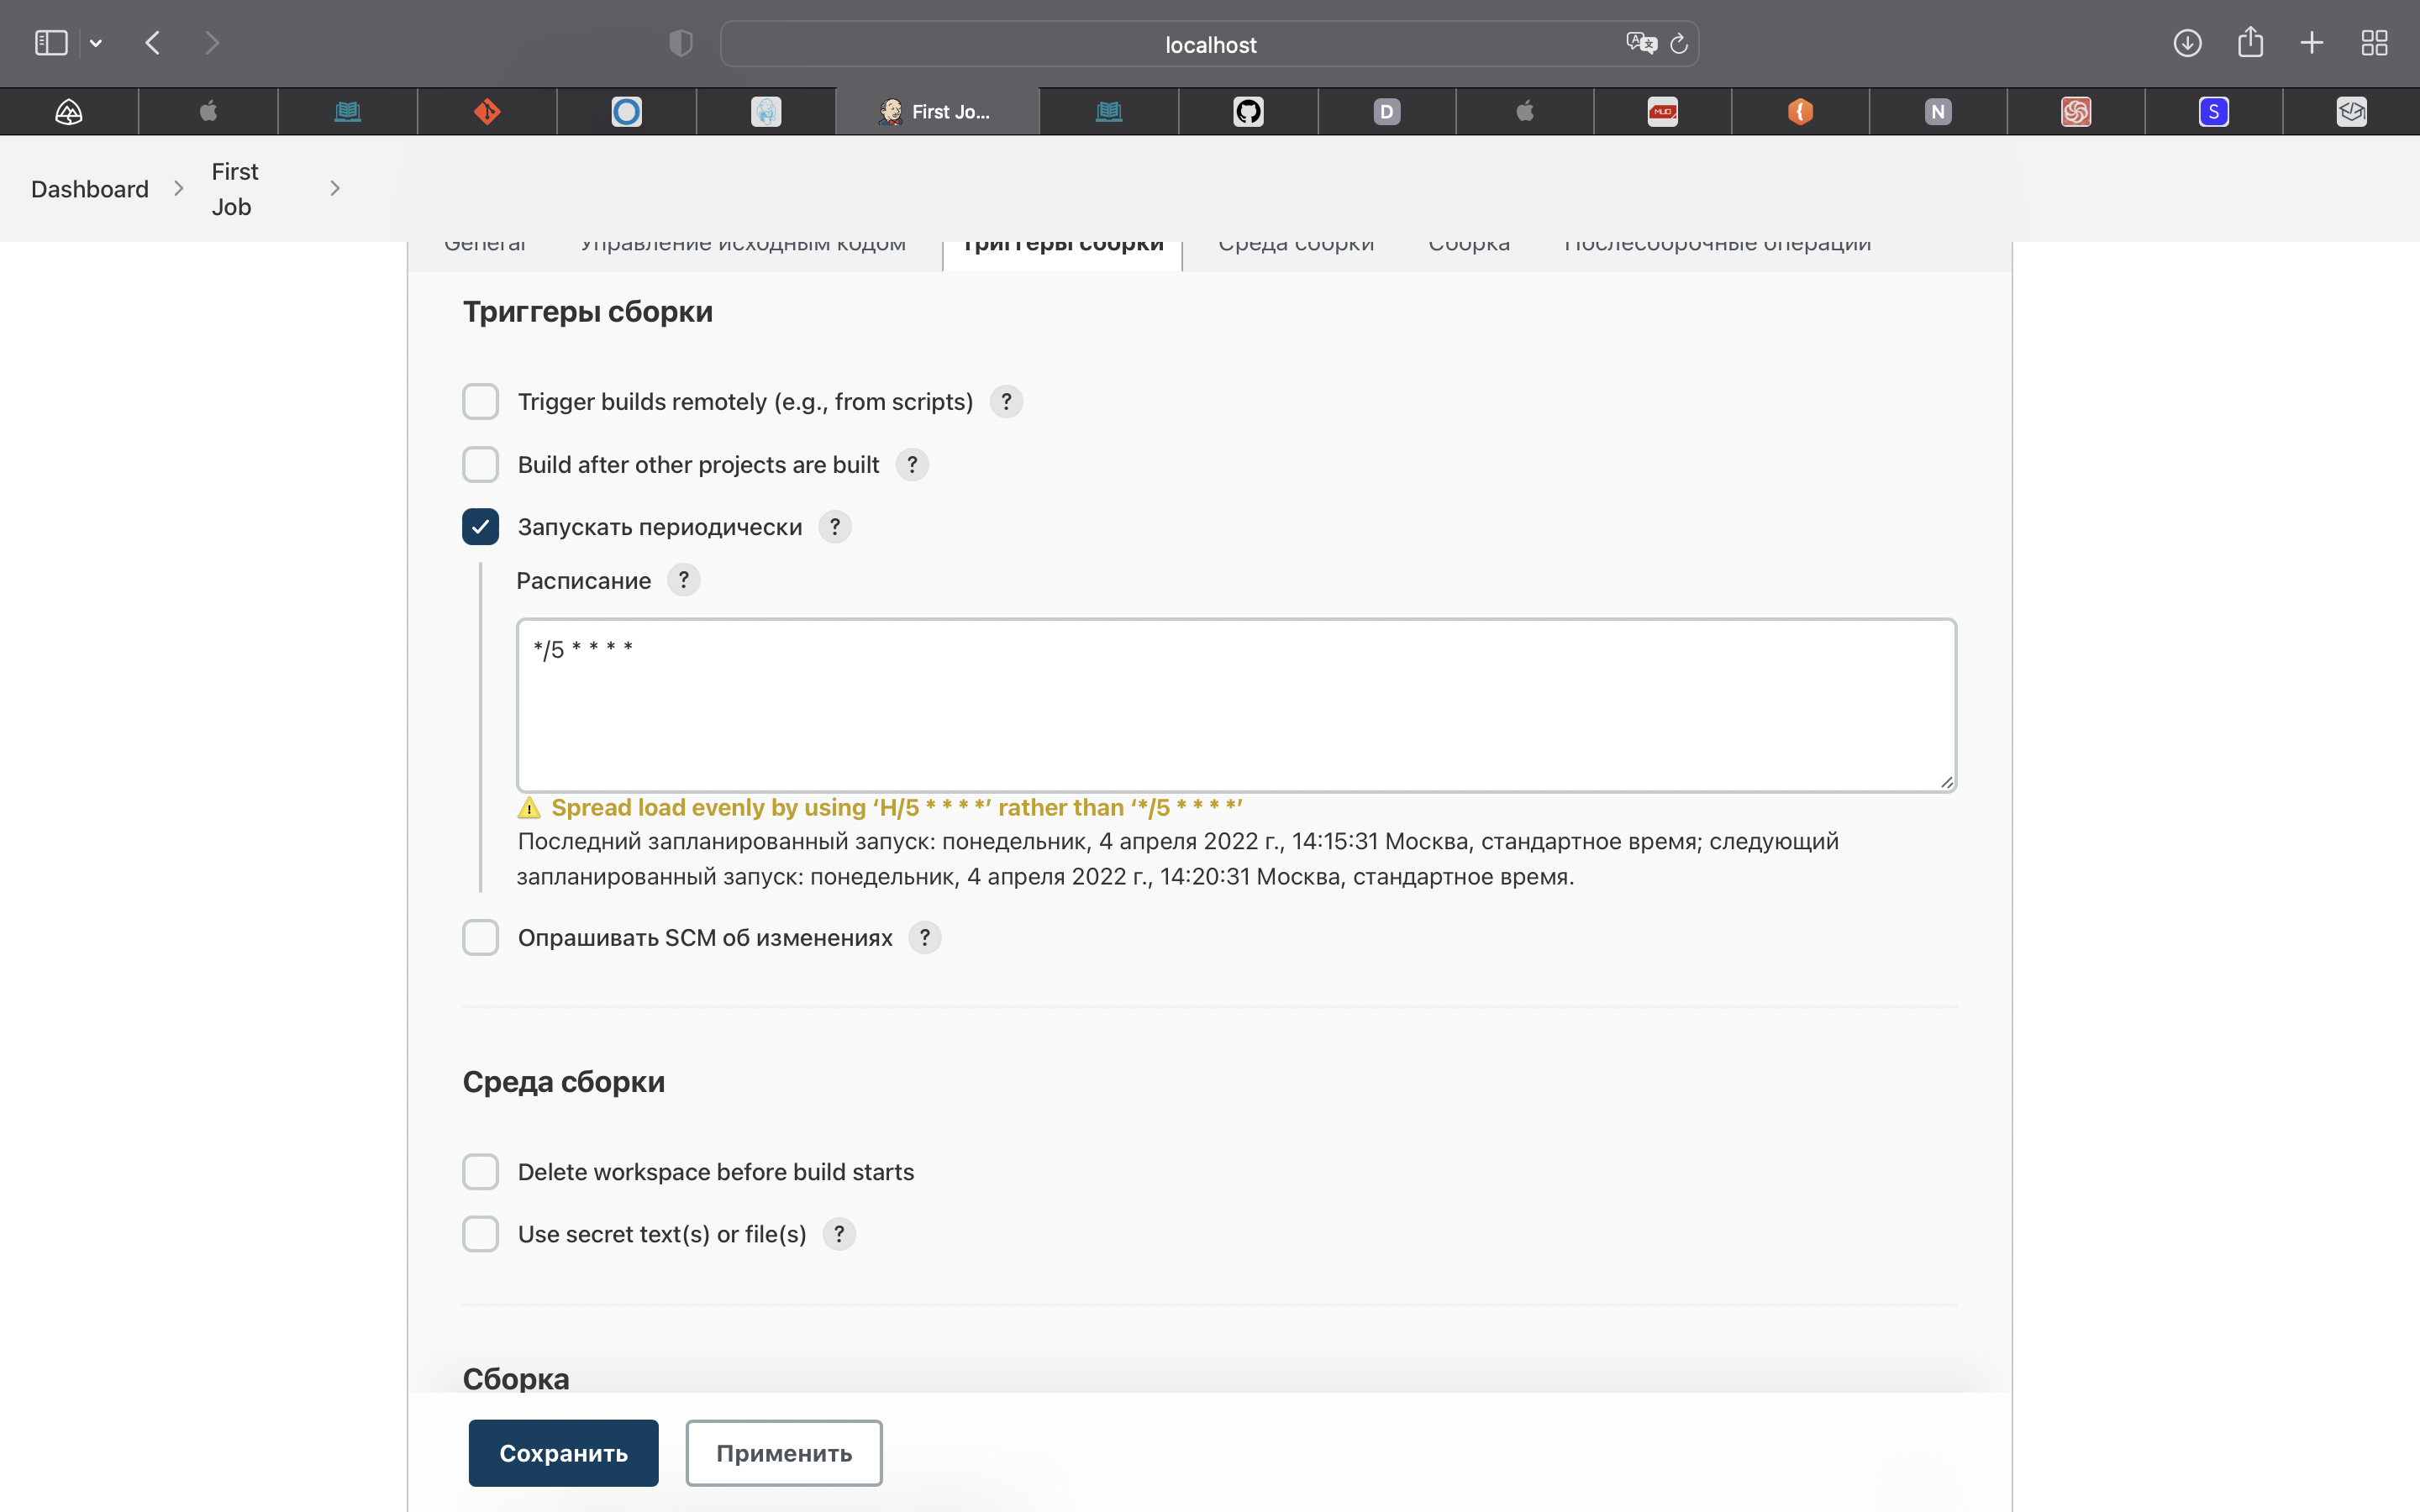 localhost
First Jo...
D
N
S
Dashboard
First
Job
General Управление исходным кодом Триггеры сборки Среда сборки Сборка Послесборочные операции
Триггеры сборки
Trigger builds remotely (e.g., from scripts) ?
Build after other projects are built ?
Запускать периодически ?
Расписание ?
*/5 * * * *
Spread load evenly by using ‘H/5 * * * *’ rather than ‘*/5 * * * *’
Последний запланированный запуск: понедельник, 4 апреля 2022 г., 14:15:31 Москва, стандартное время; следующий
запланированный запуск: понедельник, 4 апреля 2022 г., 14:20:31 Москва, стандартное время.
Опрашивать SCM об изменениях ?
Среда сборки
Delete workspace before build starts
Use secret text(s) or file(s) ?
Сборка
Сохранить Применить